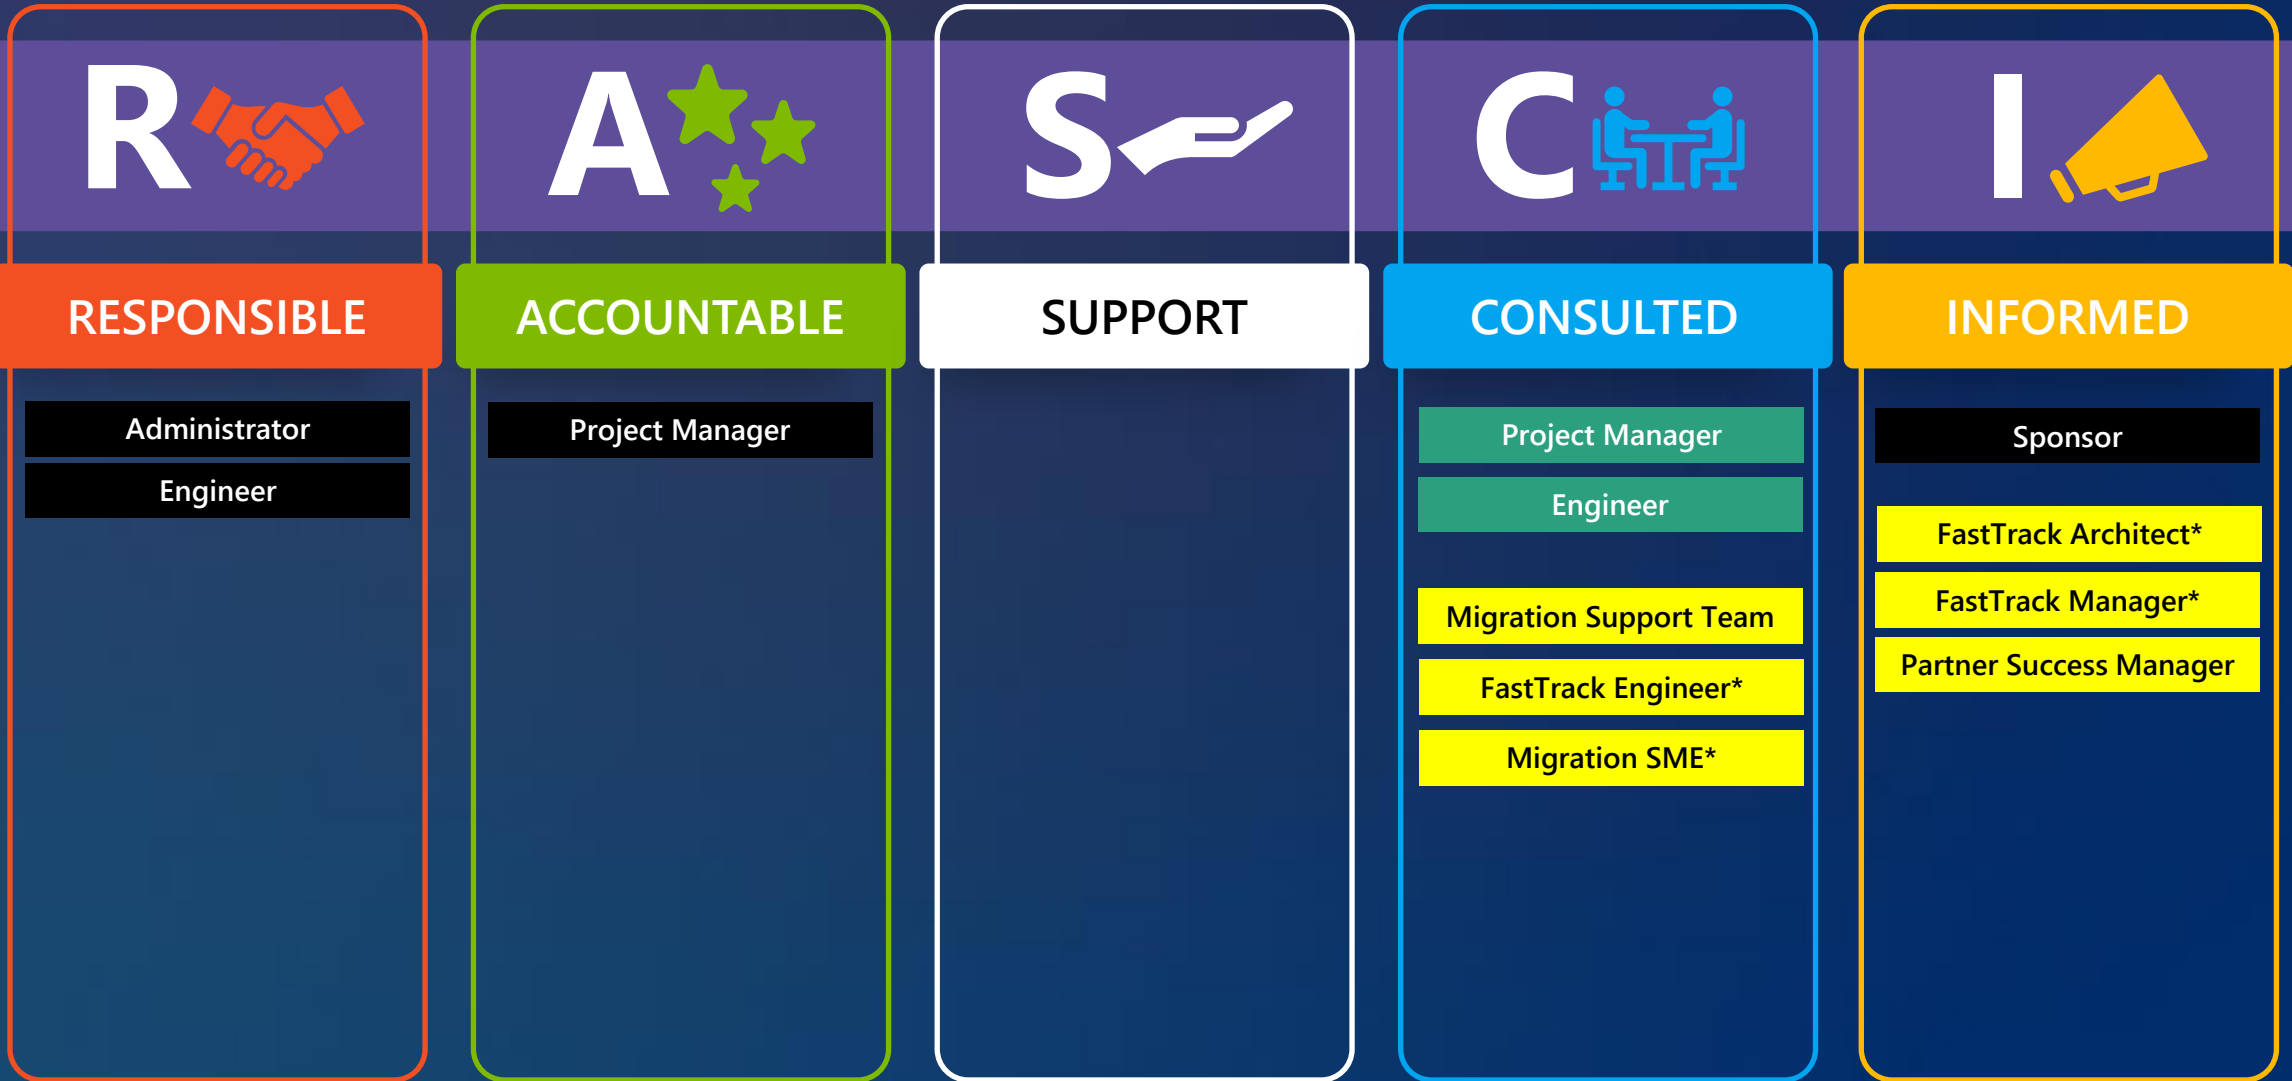 R
A
S
C
I
RESPONSIBLE
ACCOUNTABLE
SUPPORT
CONSULTED
INFORMED
Administrator
Engineer
Project Manager
Project Manager
Engineer
Migration Support Team
FastTrack Engineer*
Migration SME*
Sponsor
FastTrack Architect*
FastTrack Manager*
Partner Success Manager